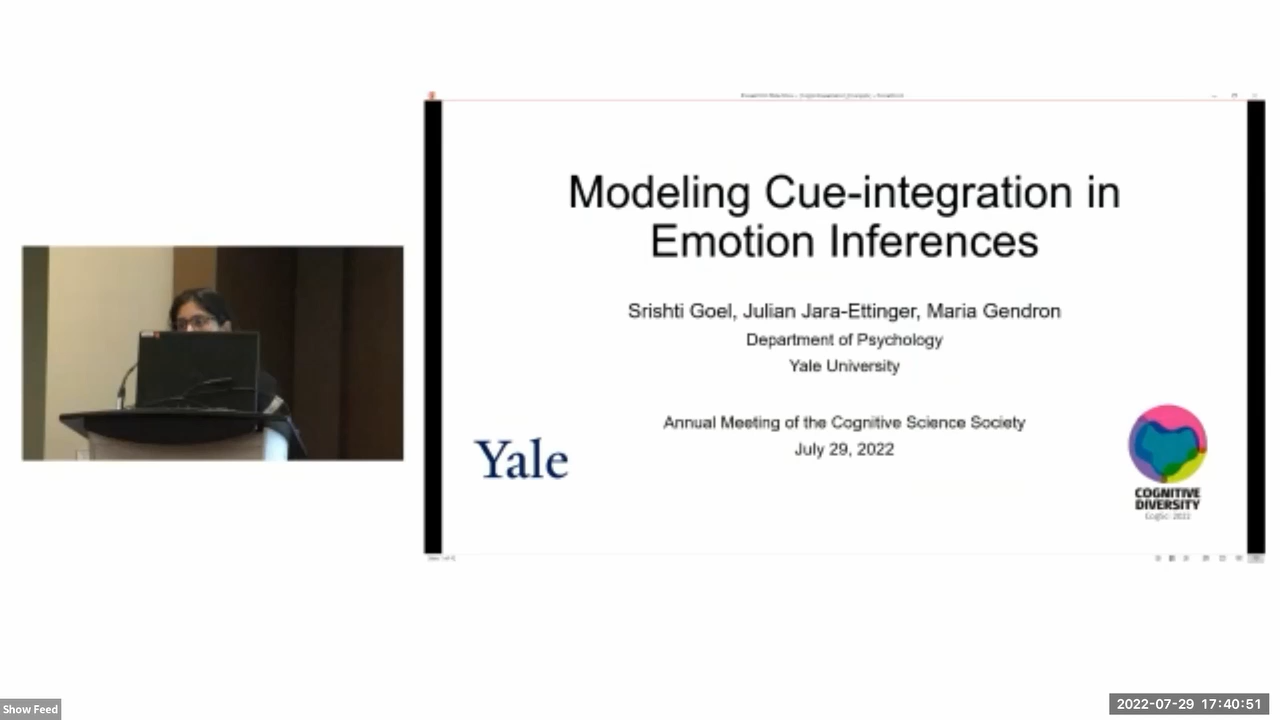 Modeling Cue-integration in
Emotion Inferences
Srishti Goel, Julian Jara-Ettinger, Maria Gendron
Department of Psychology
Yale University
Annual Meeting of the Cognitive Science Society
July 29, 2022
Yale
COGNITIVE
DIVERSITY
CogSci 2022
Show Feed
2022-07-29 17:40:51